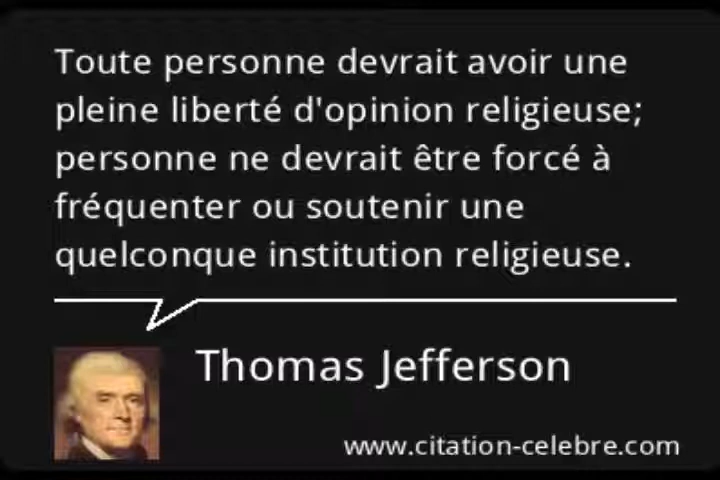 Toute personne devrait avoir une
pleine liberté d'opinion religieuse;
personne ne devrait être forcé à
fréquenter ou soutenir une
quelconque institution religieuse.
Thomas Jefferson
www.citation-celebre.com